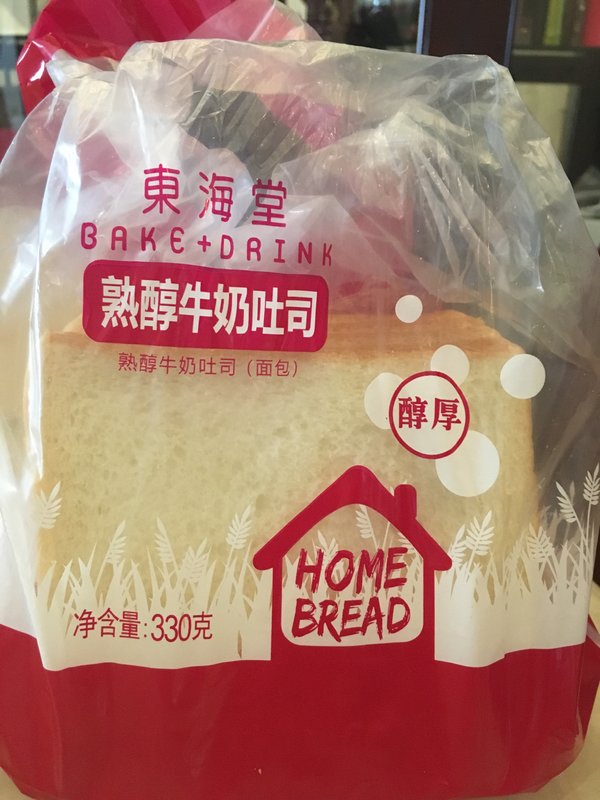 東海堂
BAKE+DRINK
熟醇牛奶吐司
熟醇牛奶吐司（面包）
醇厚
HOME
BREAD
净含量:330克